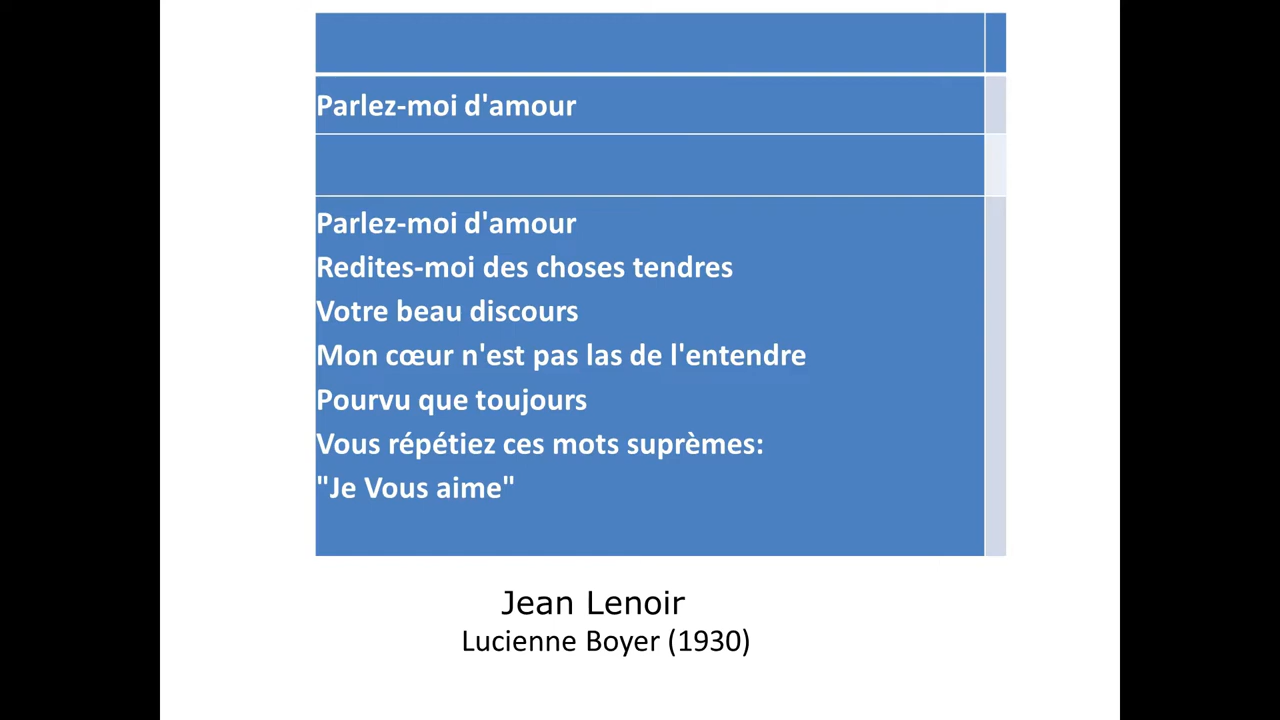 Parlez-moi d'amour
Parlez-moi d'amour
Redites-moi des choses tendres
Votre beau discours
Mon cœur n'est pas las de l'entendre
Pourvu que toujours
Vous répétiez ces mots suprèmes:
"Je Vous aime"
Jean Lenoir
Lucienne Boyer (1930)